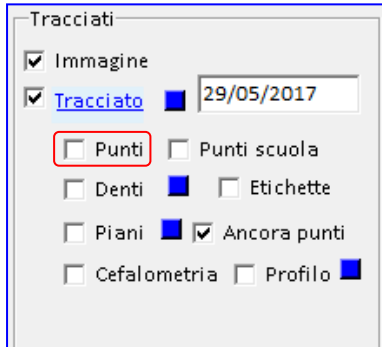 Tracciati
Immagine
Tracciato 29/05/2017
Punti Punti scuola
Denti Etichette
Piani Ancora punti
Cefalometria Profilo